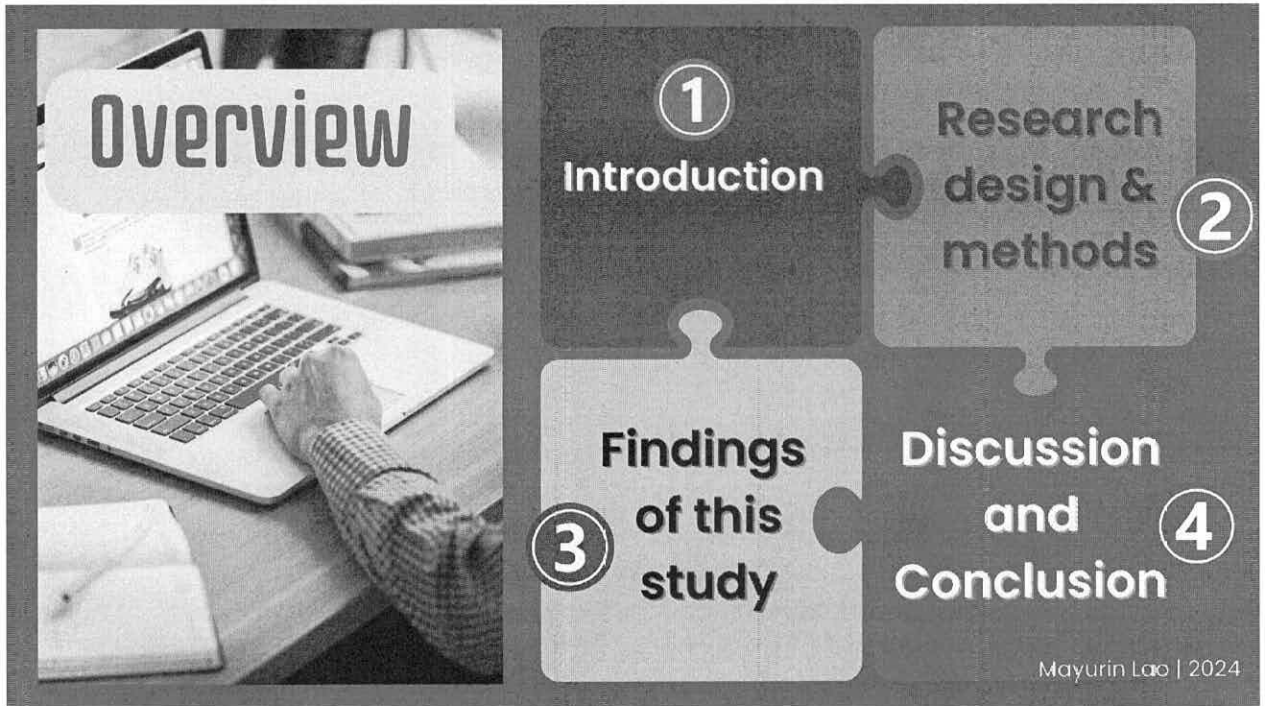 Overview
1
Introduction
Research
design &
methods
2
Findings
of this
study
3
Discussion
and
Conclusion
4
Mayurin Lao | 2024